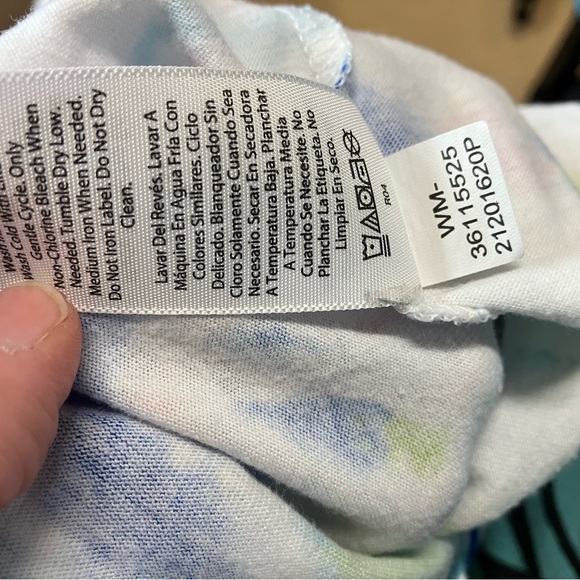 Wash Cold With Like
Gentle Cycle. Only
Non-Chlorine Bleach When
Needed. Tumble Dry Low.
Medium Iron When Needed.
Do Not Iron Label. Do Not Dry
Clean.
Lavar Del Revés. Lavar A
Máquina En Agua Fría Con
Colores Similares. Ciclo
Delicado. Blanqueador Sin
Cloro Solamente Cuando Sea
Necesario. Secar En Secadora
A Temperatura Baja. Planchar
A Temperatura Media
Cuando Se Necesite. No
Planchar La Etiqueta. No
Limpiar En Seco.
R04
WM-
36115525
21201620P